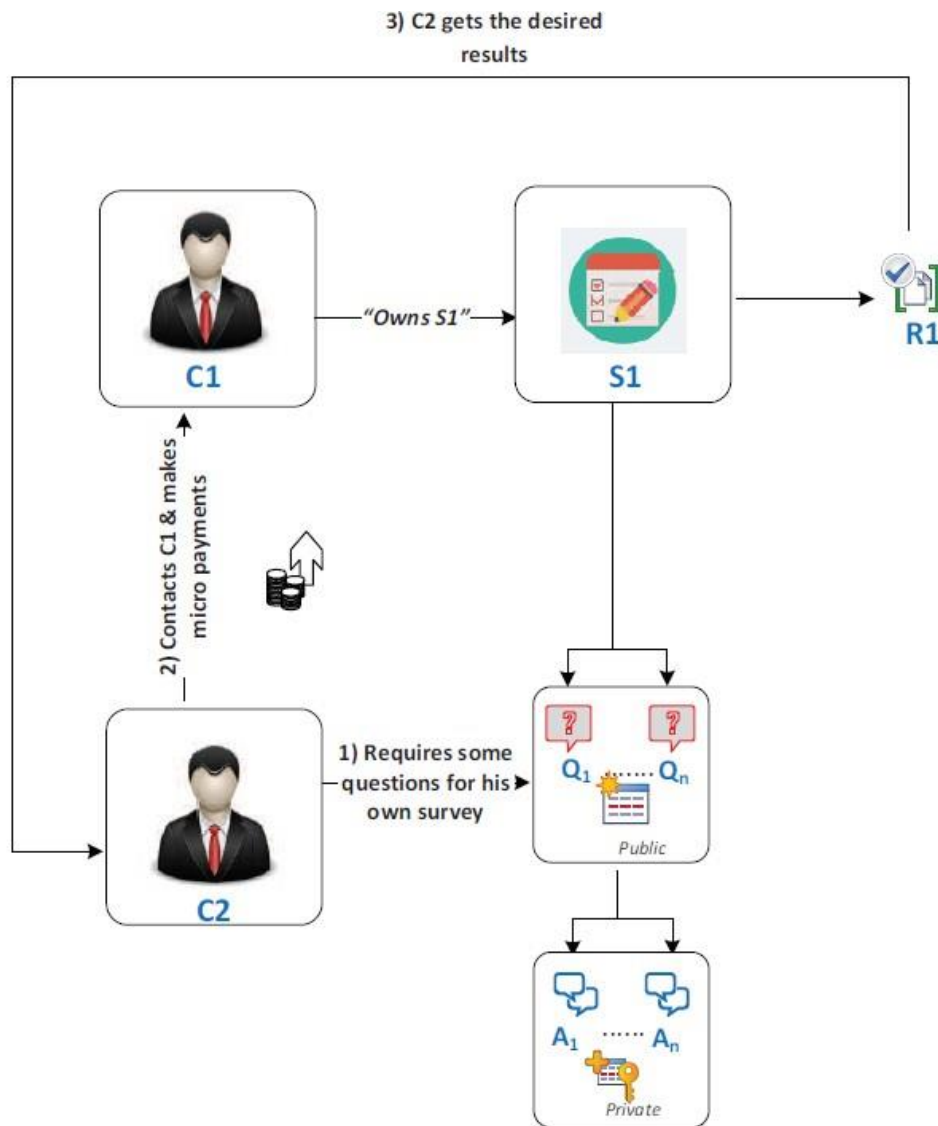 3) C2 gets the desired
results
C1
“Owns S1”
S1
R1
2) Contacts C1 & makes
micro payments
1) Requires some
questions for his
own survey
C2
? ?
Q1 ...... Qn
Public
A1 ...... An
Private